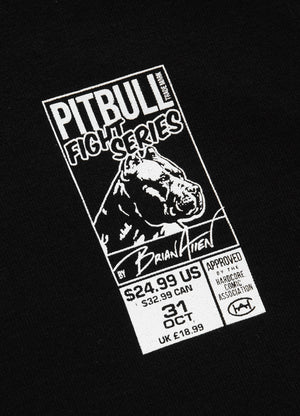 PITBULL
TRADE MARK
FIGHT
SERIES
BY BRIAN ALLEN
$24.99 US
$32.99 CAN
31
OCT
UK £18.99
APPROVED
BY THE
HARDCORE
COMIC
ASSOCIATION